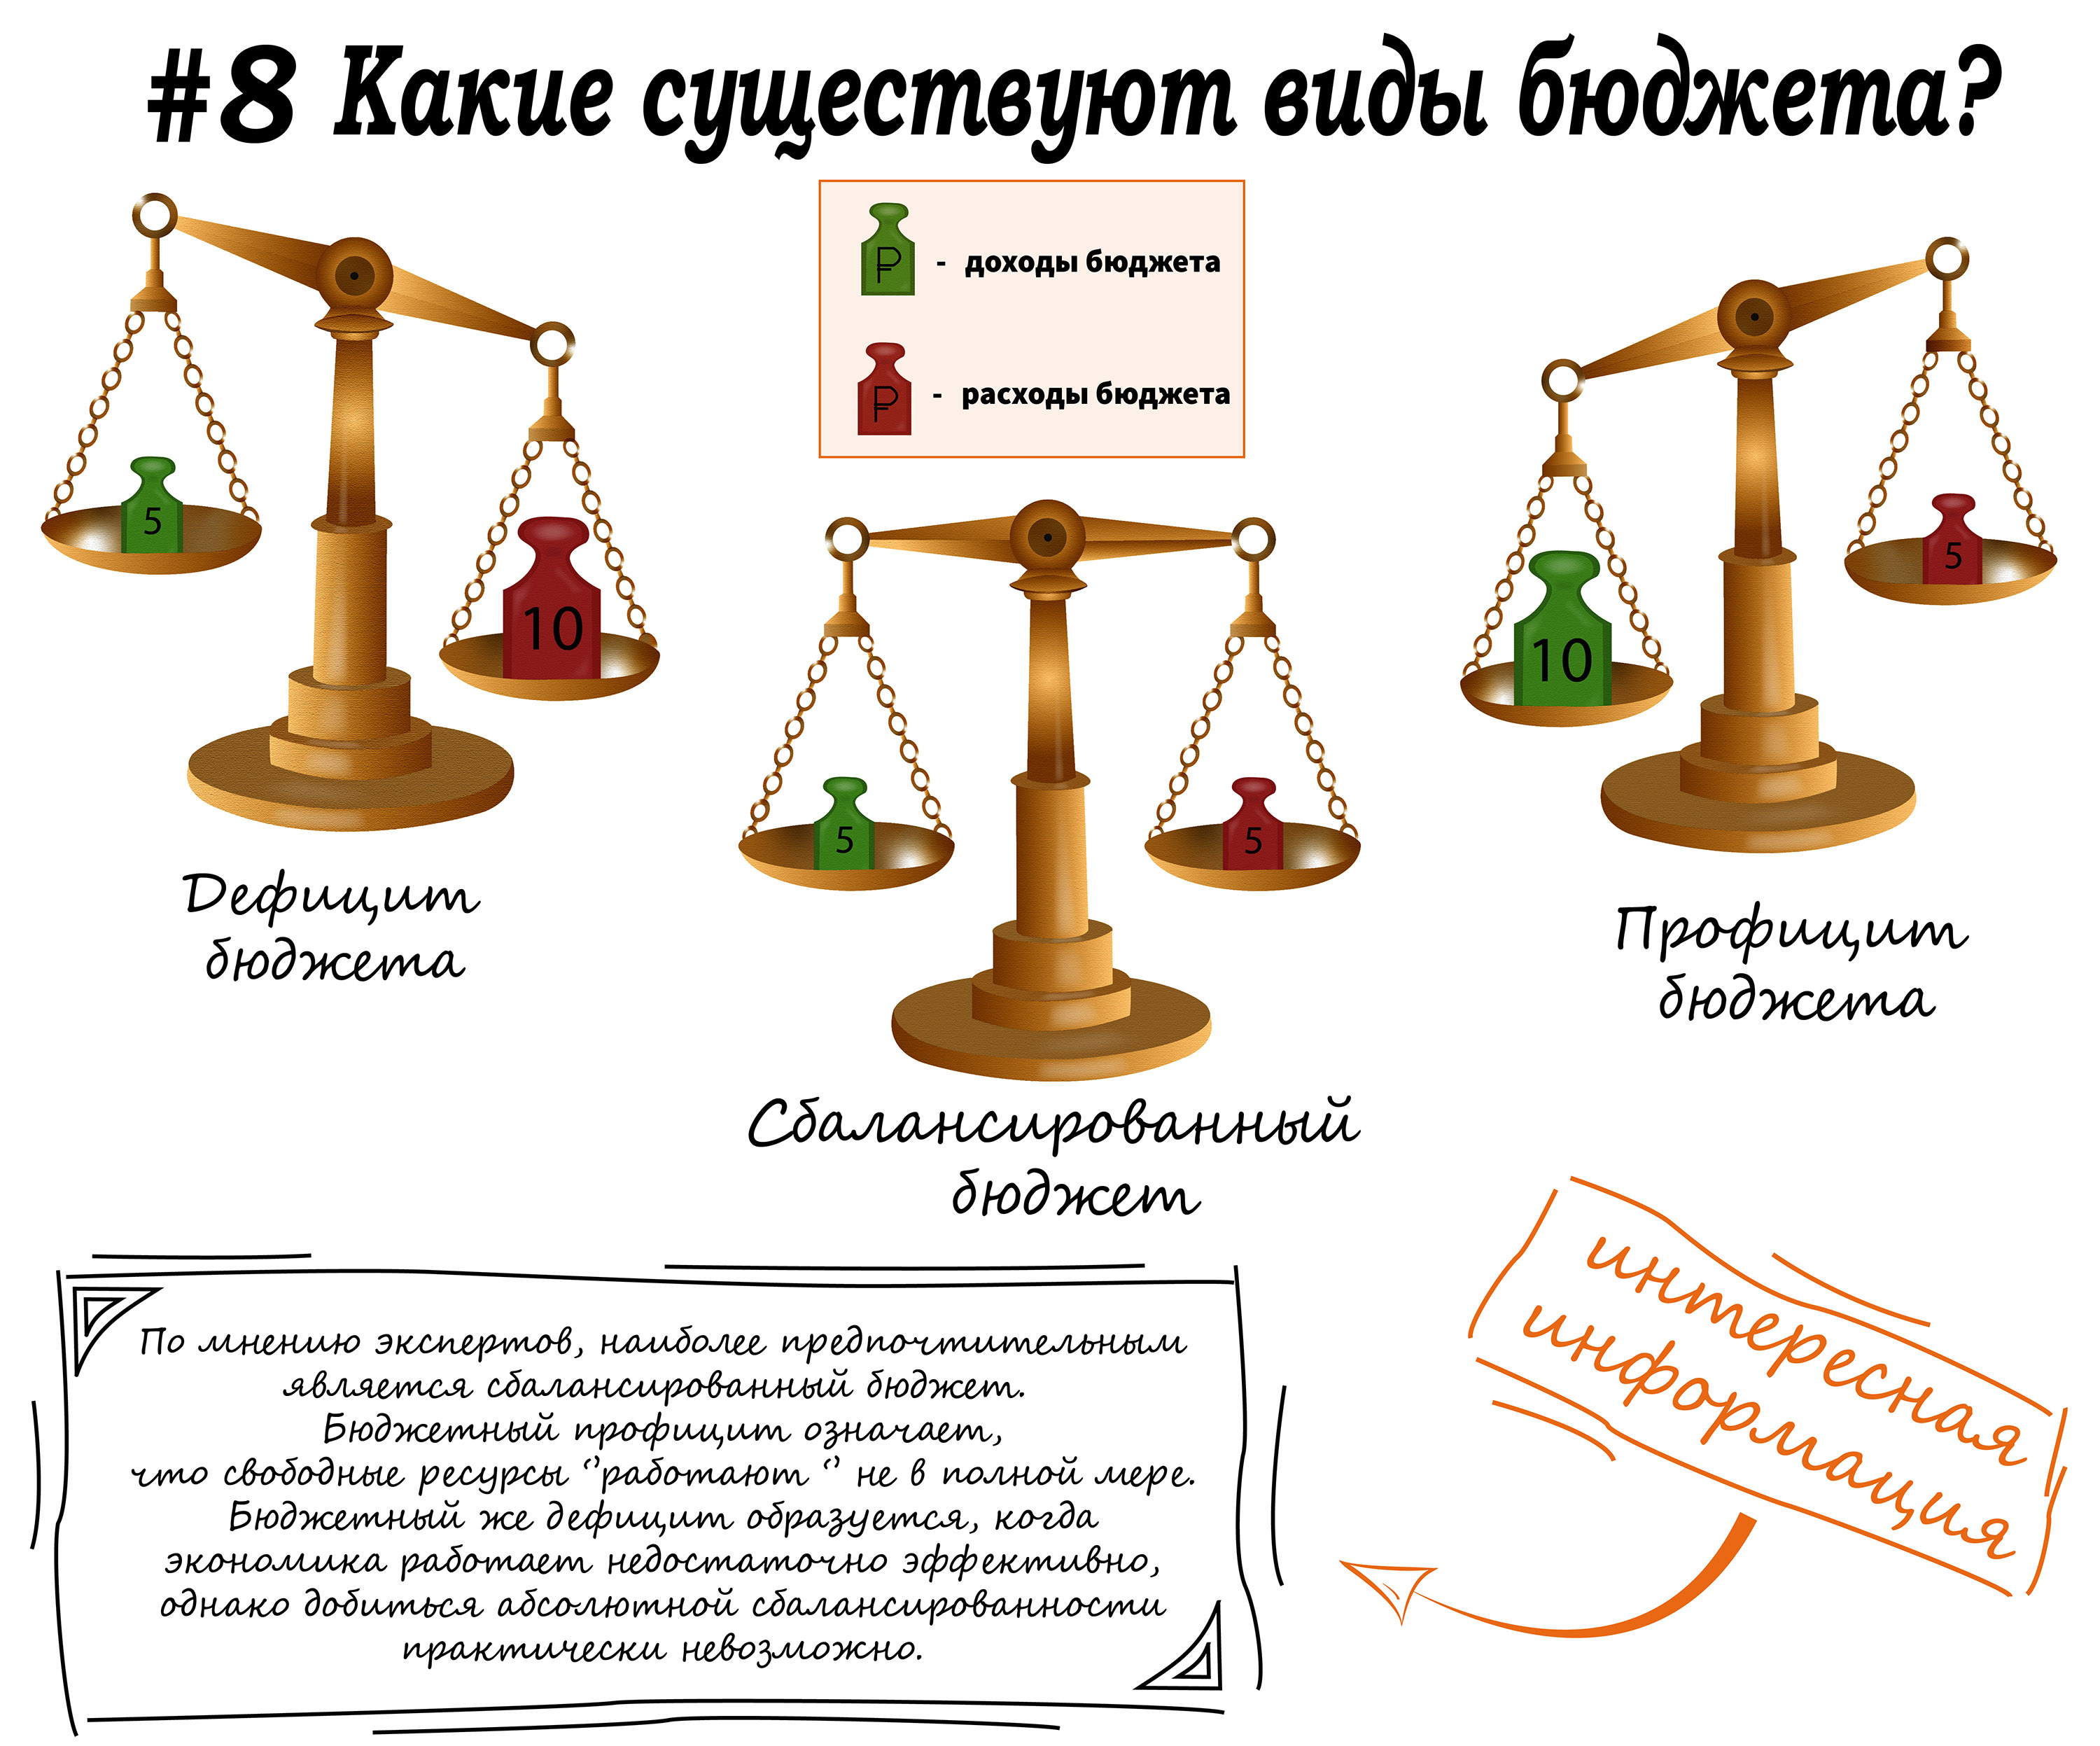 #8 Какие существуют виды бюджета?
₽ - доходы бюджета
₽ - расходы бюджета
5
10
Дефицит
бюджета
5
5
Сбалансированный
бюджет
10
5
Профицит
бюджета
интересная
информация
По мнению экспертов, наиболее предпочтительным
является сбалансированный бюджет.
Бюджетный профицит означает,
что свободные ресурсы “работают “ не в полной мере.
Бюджетный же дефицит образуется, когда
экономика работает недостаточно эффективно,
однако добиться абсолютной сбалансированности
практически невозможно.